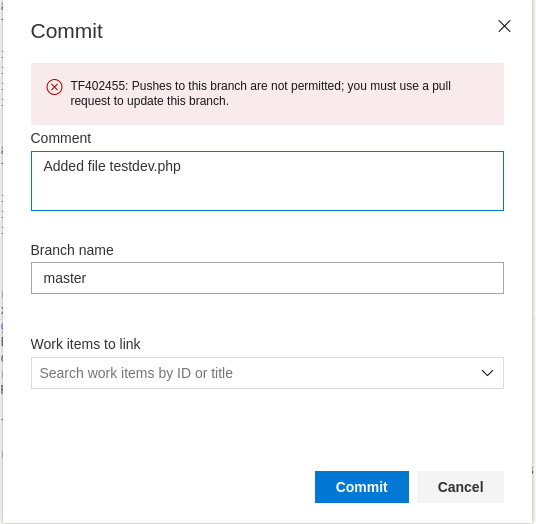 Commit
TF402455: Pushes to this branch are not permitted; you must use a pull
request to update this branch.
Comment
Added file testdev.php
Branch name
master
Work items to link
Search work items by ID or title
Commit
Cancel